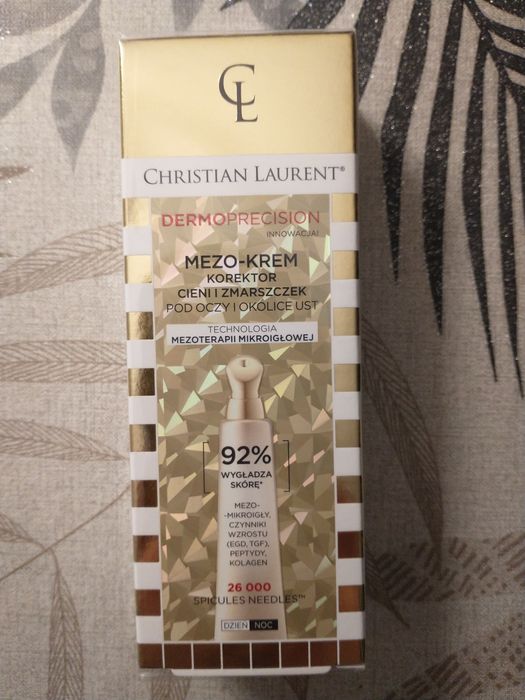 CL
CHRISTIAN LAURENT®
DERMOPRECISION
INNOWACJA!
MEZO-KREM
KOREKTOR
CIENI I ZMARSZCZEK
POD OCZY I OKOLICE UST
TECHNOLOGIA
MEZOTERAPII MIKROIGŁOWEJ
92%
WYGŁADZA
SKÓRĘ*
MEZO-
-MIKROIGŁY,
CZYNNIKI
WZROSTU
(EGD, TGF),
PEPTYDY,
KOLAGEN
26 000
SPICULES NEEDLES™
DZIEŃ NOC